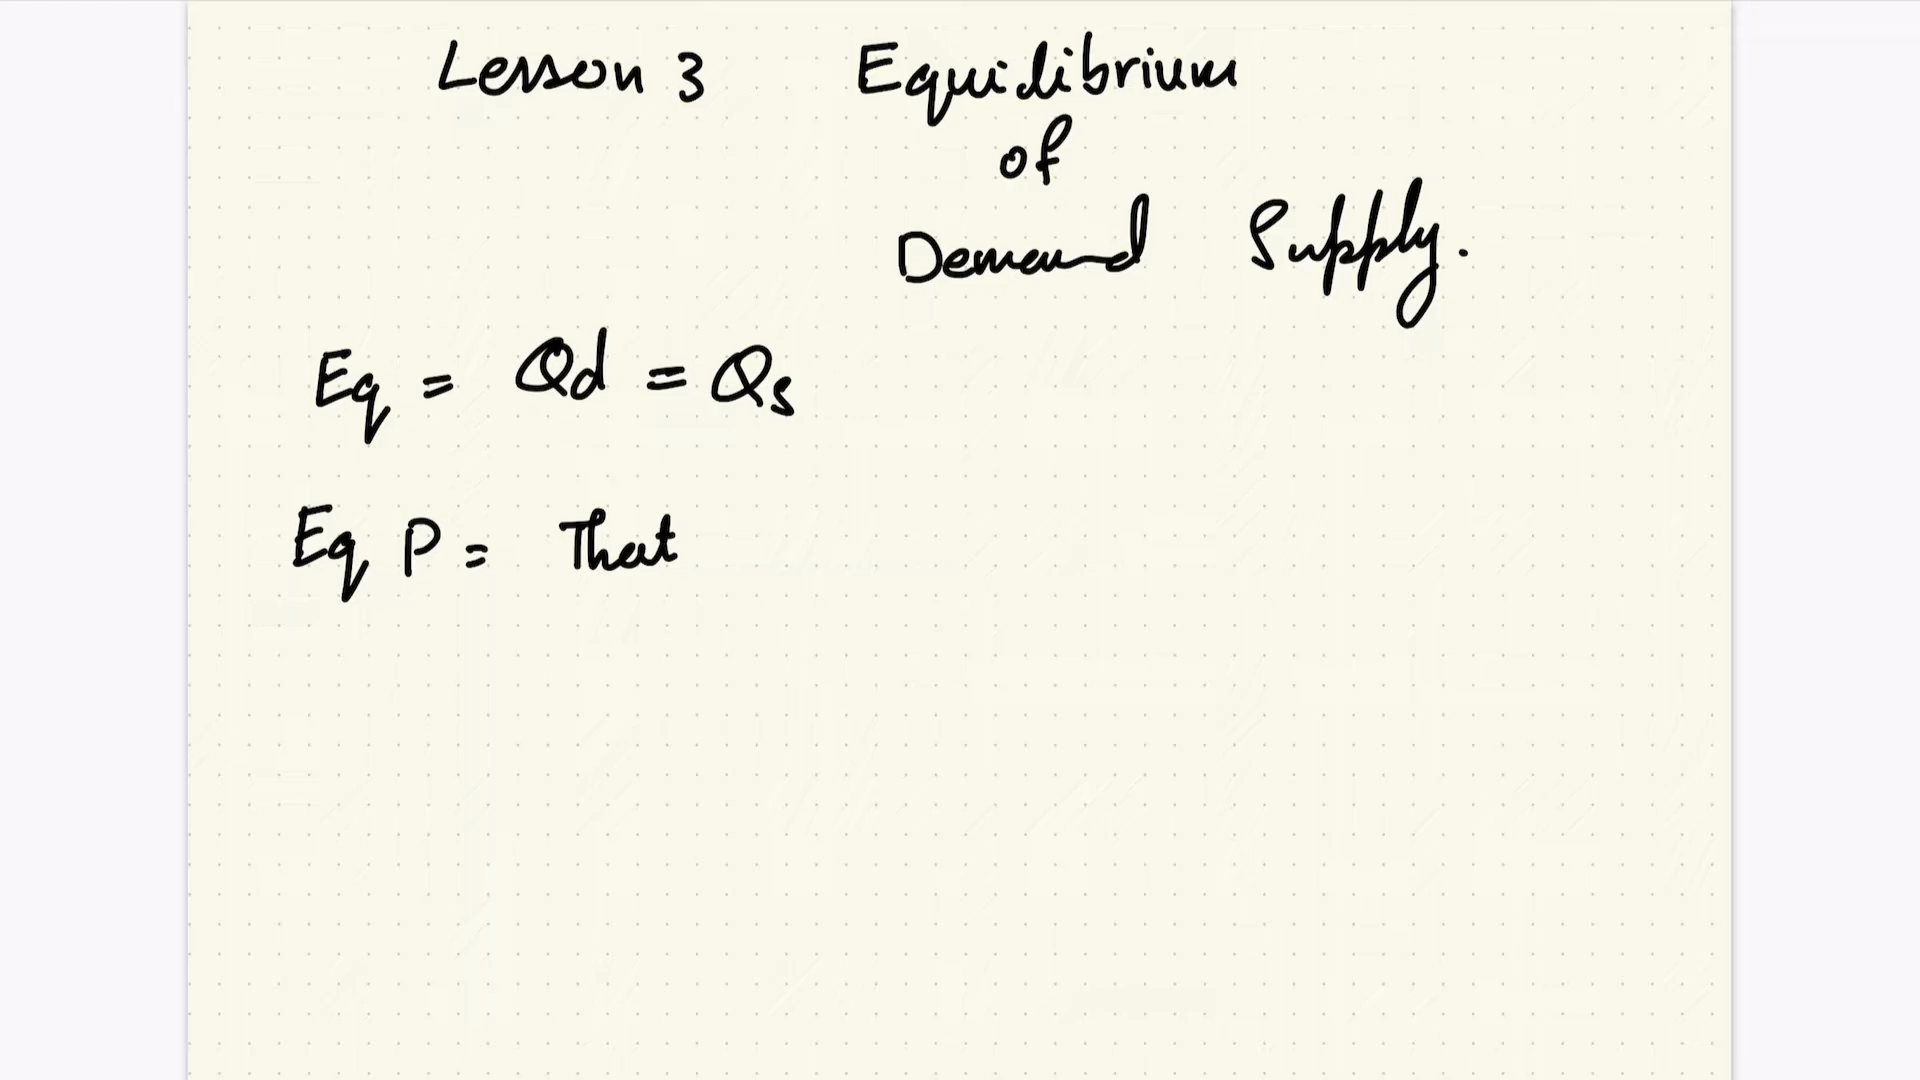 Lesson 3 Equilibrium
of
Demand Supply.
Eq = Qd = Qs
Eq P = That